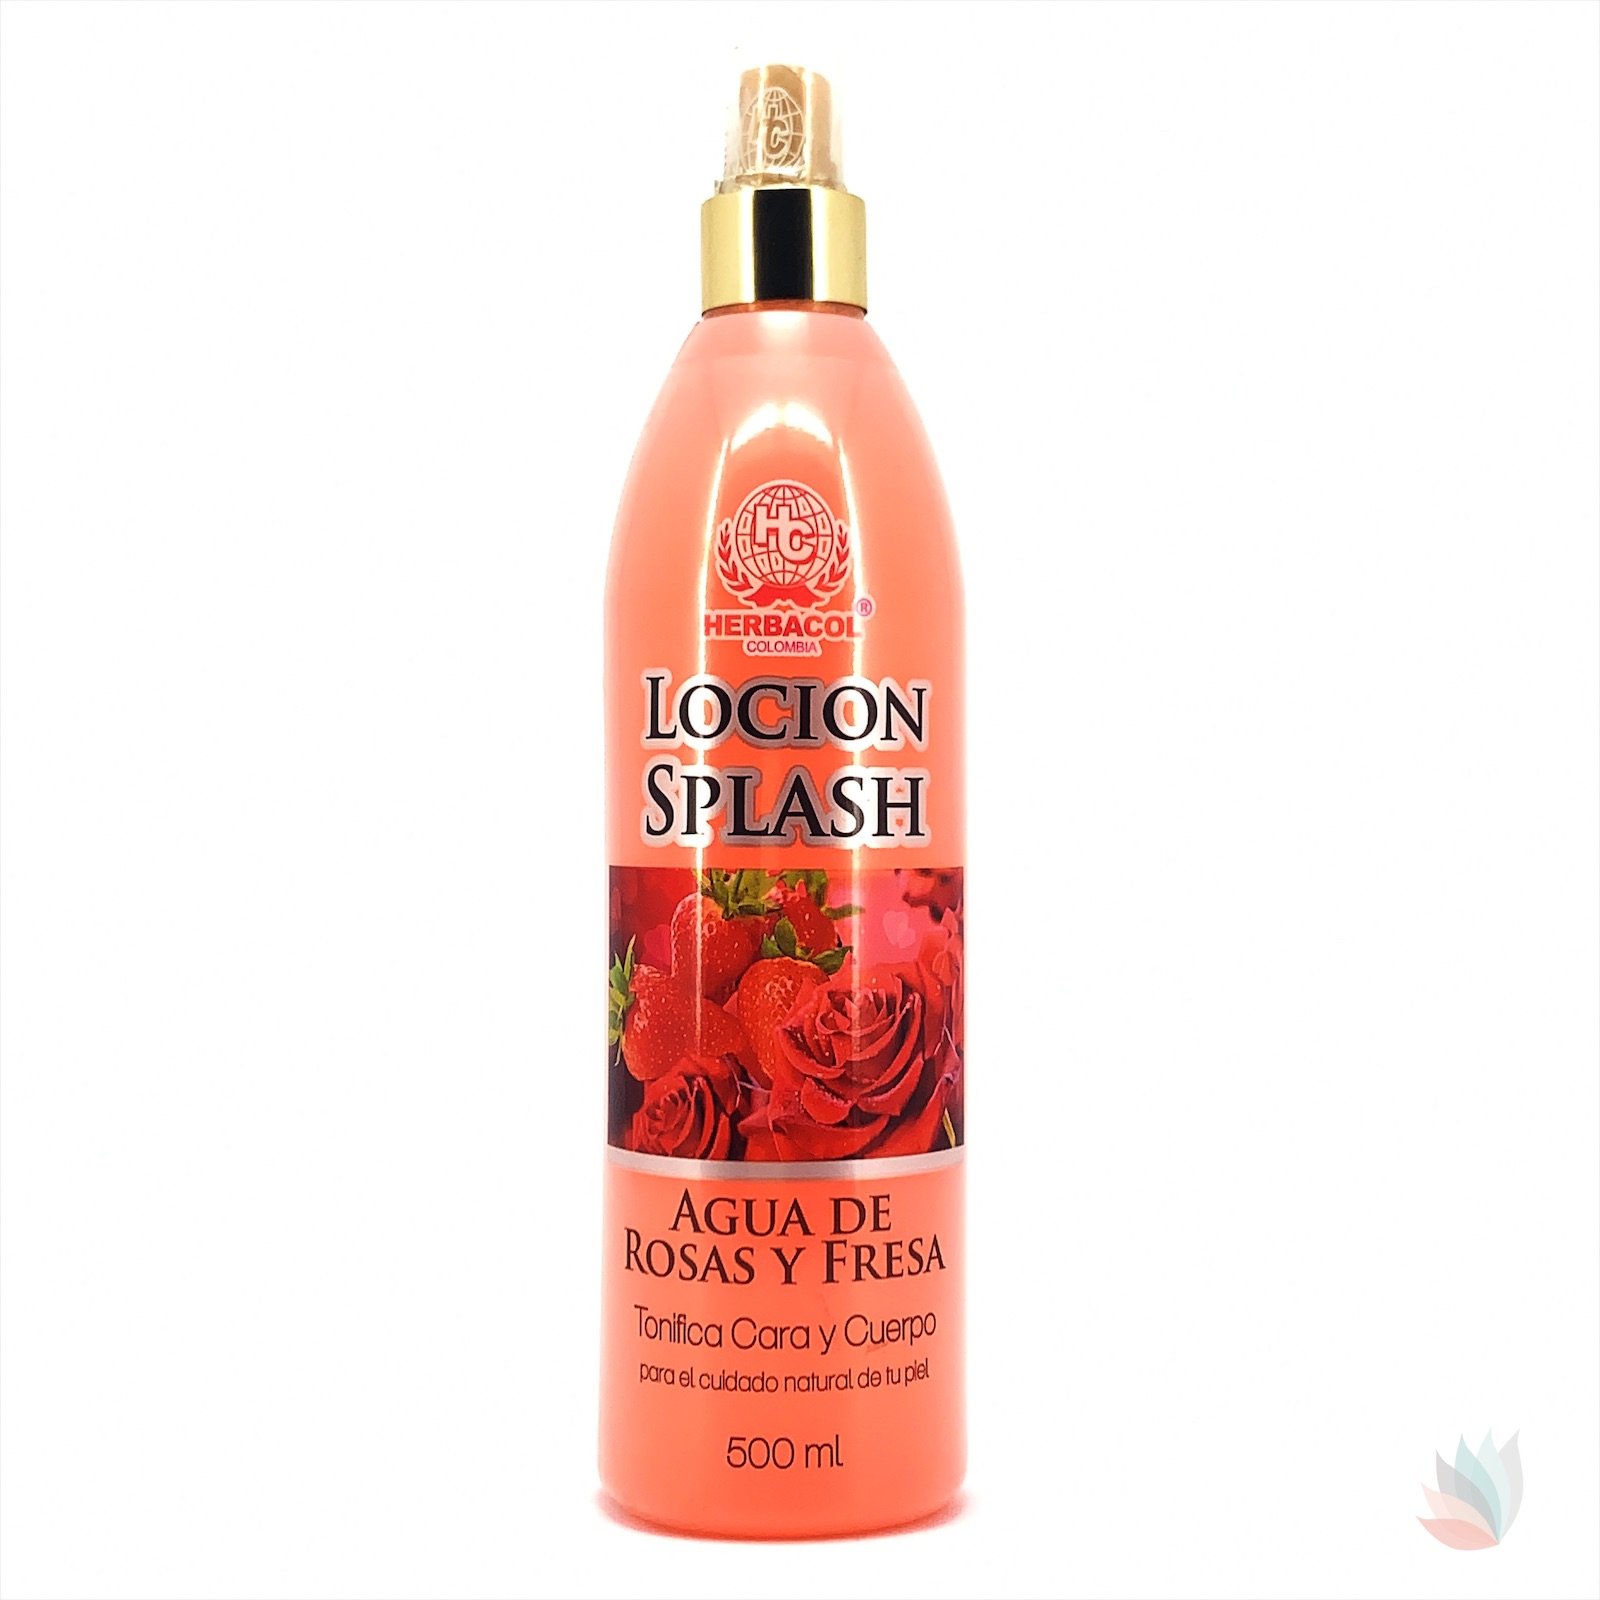 HC
HC
HERBACOL®
COLOMBIA
LOCION
SPLASH
AGUA DE
ROSAS Y FRESA
Tonifica Cara y Cuerpo
para el cuidado natural de tu piel
500 ml